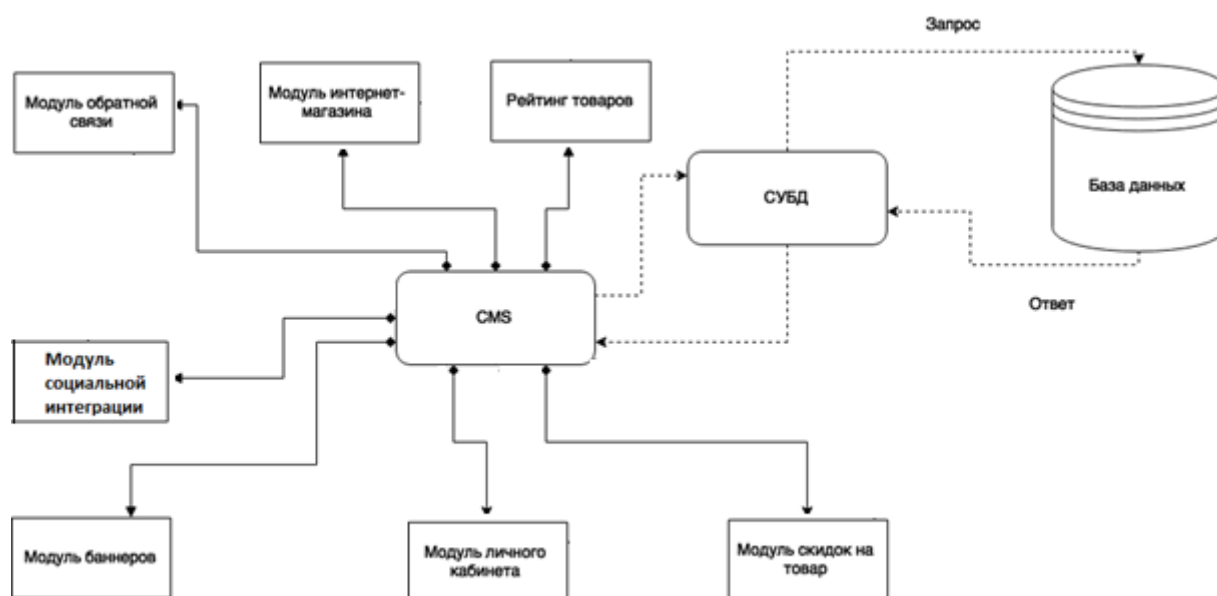 Запрос
Модуль обратной
связи
Модуль интернет-
магазина
Рейтинг товаров
СУБД
База данных
CMS
Ответ
Модуль
социальной
интеграции
Модуль баннеров
Модуль личного
кабинета
Модуль скидок на
товар